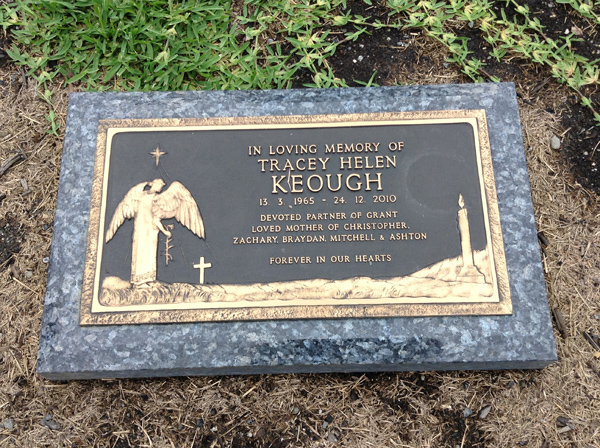 IN LOVING MEMORY OF
TRACEY HELEN
KEOUGH
13. 3. 1965 - 24. 12. 2010
DEVOTED PARTNER OF GRANT
LOVED MOTHER OF CHRISTOPHER,
ZACHARY, BRAYDAN, MITCHELL & ASHTON
FOREVER IN OUR HEARTS